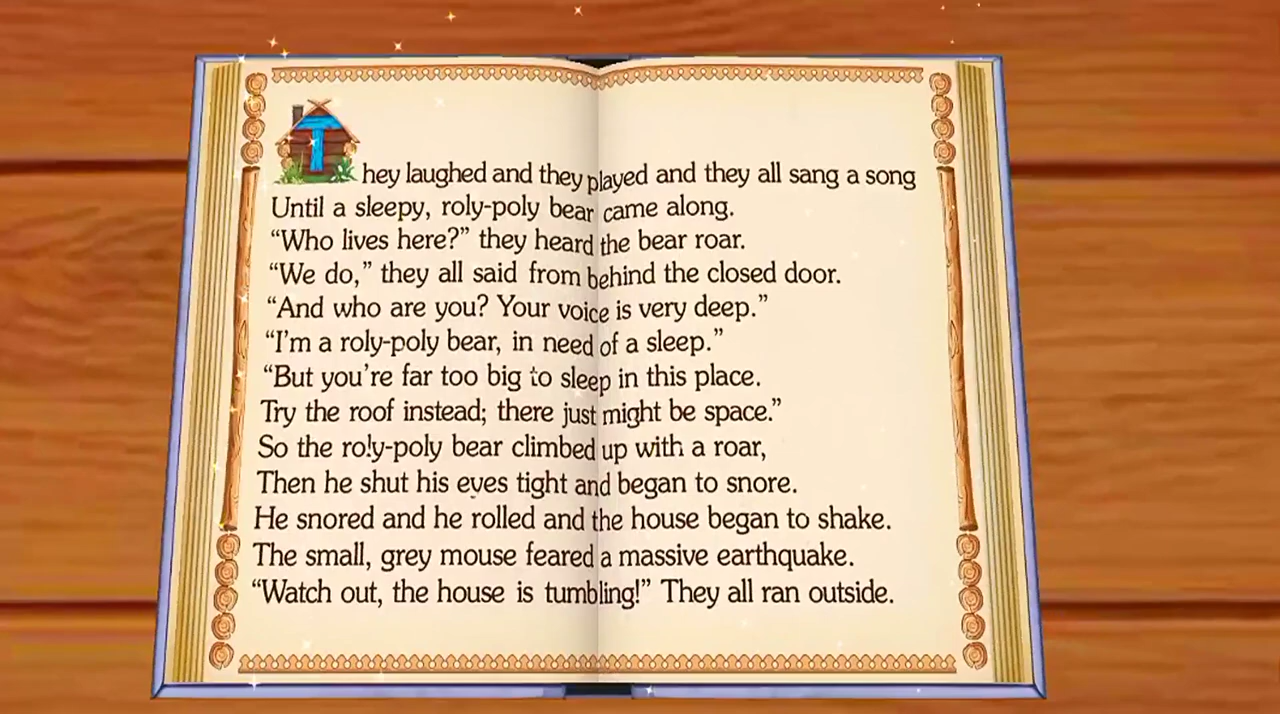 They laughed and they played and they all sang a song
Until a sleepy, roly-poly bear came along.
“Who lives here?” they heard the bear roar.
“We do,” they all said from behind the closed door.
“And who are you? Your voice is very deep.”
“I’m a roly-poly bear, in need of a sleep.”
“But you’re far too big to sleep in this place.
Try the roof instead; there just might be space.”
So the roly-poly bear climbed up with a roar,
Then he shut his eyes tight and began to snore.
He snored and he rolled and the house began to shake.
The small, grey mouse feared a massive earthquake.
“Watch out, the house is tumbling!” They all ran outside.